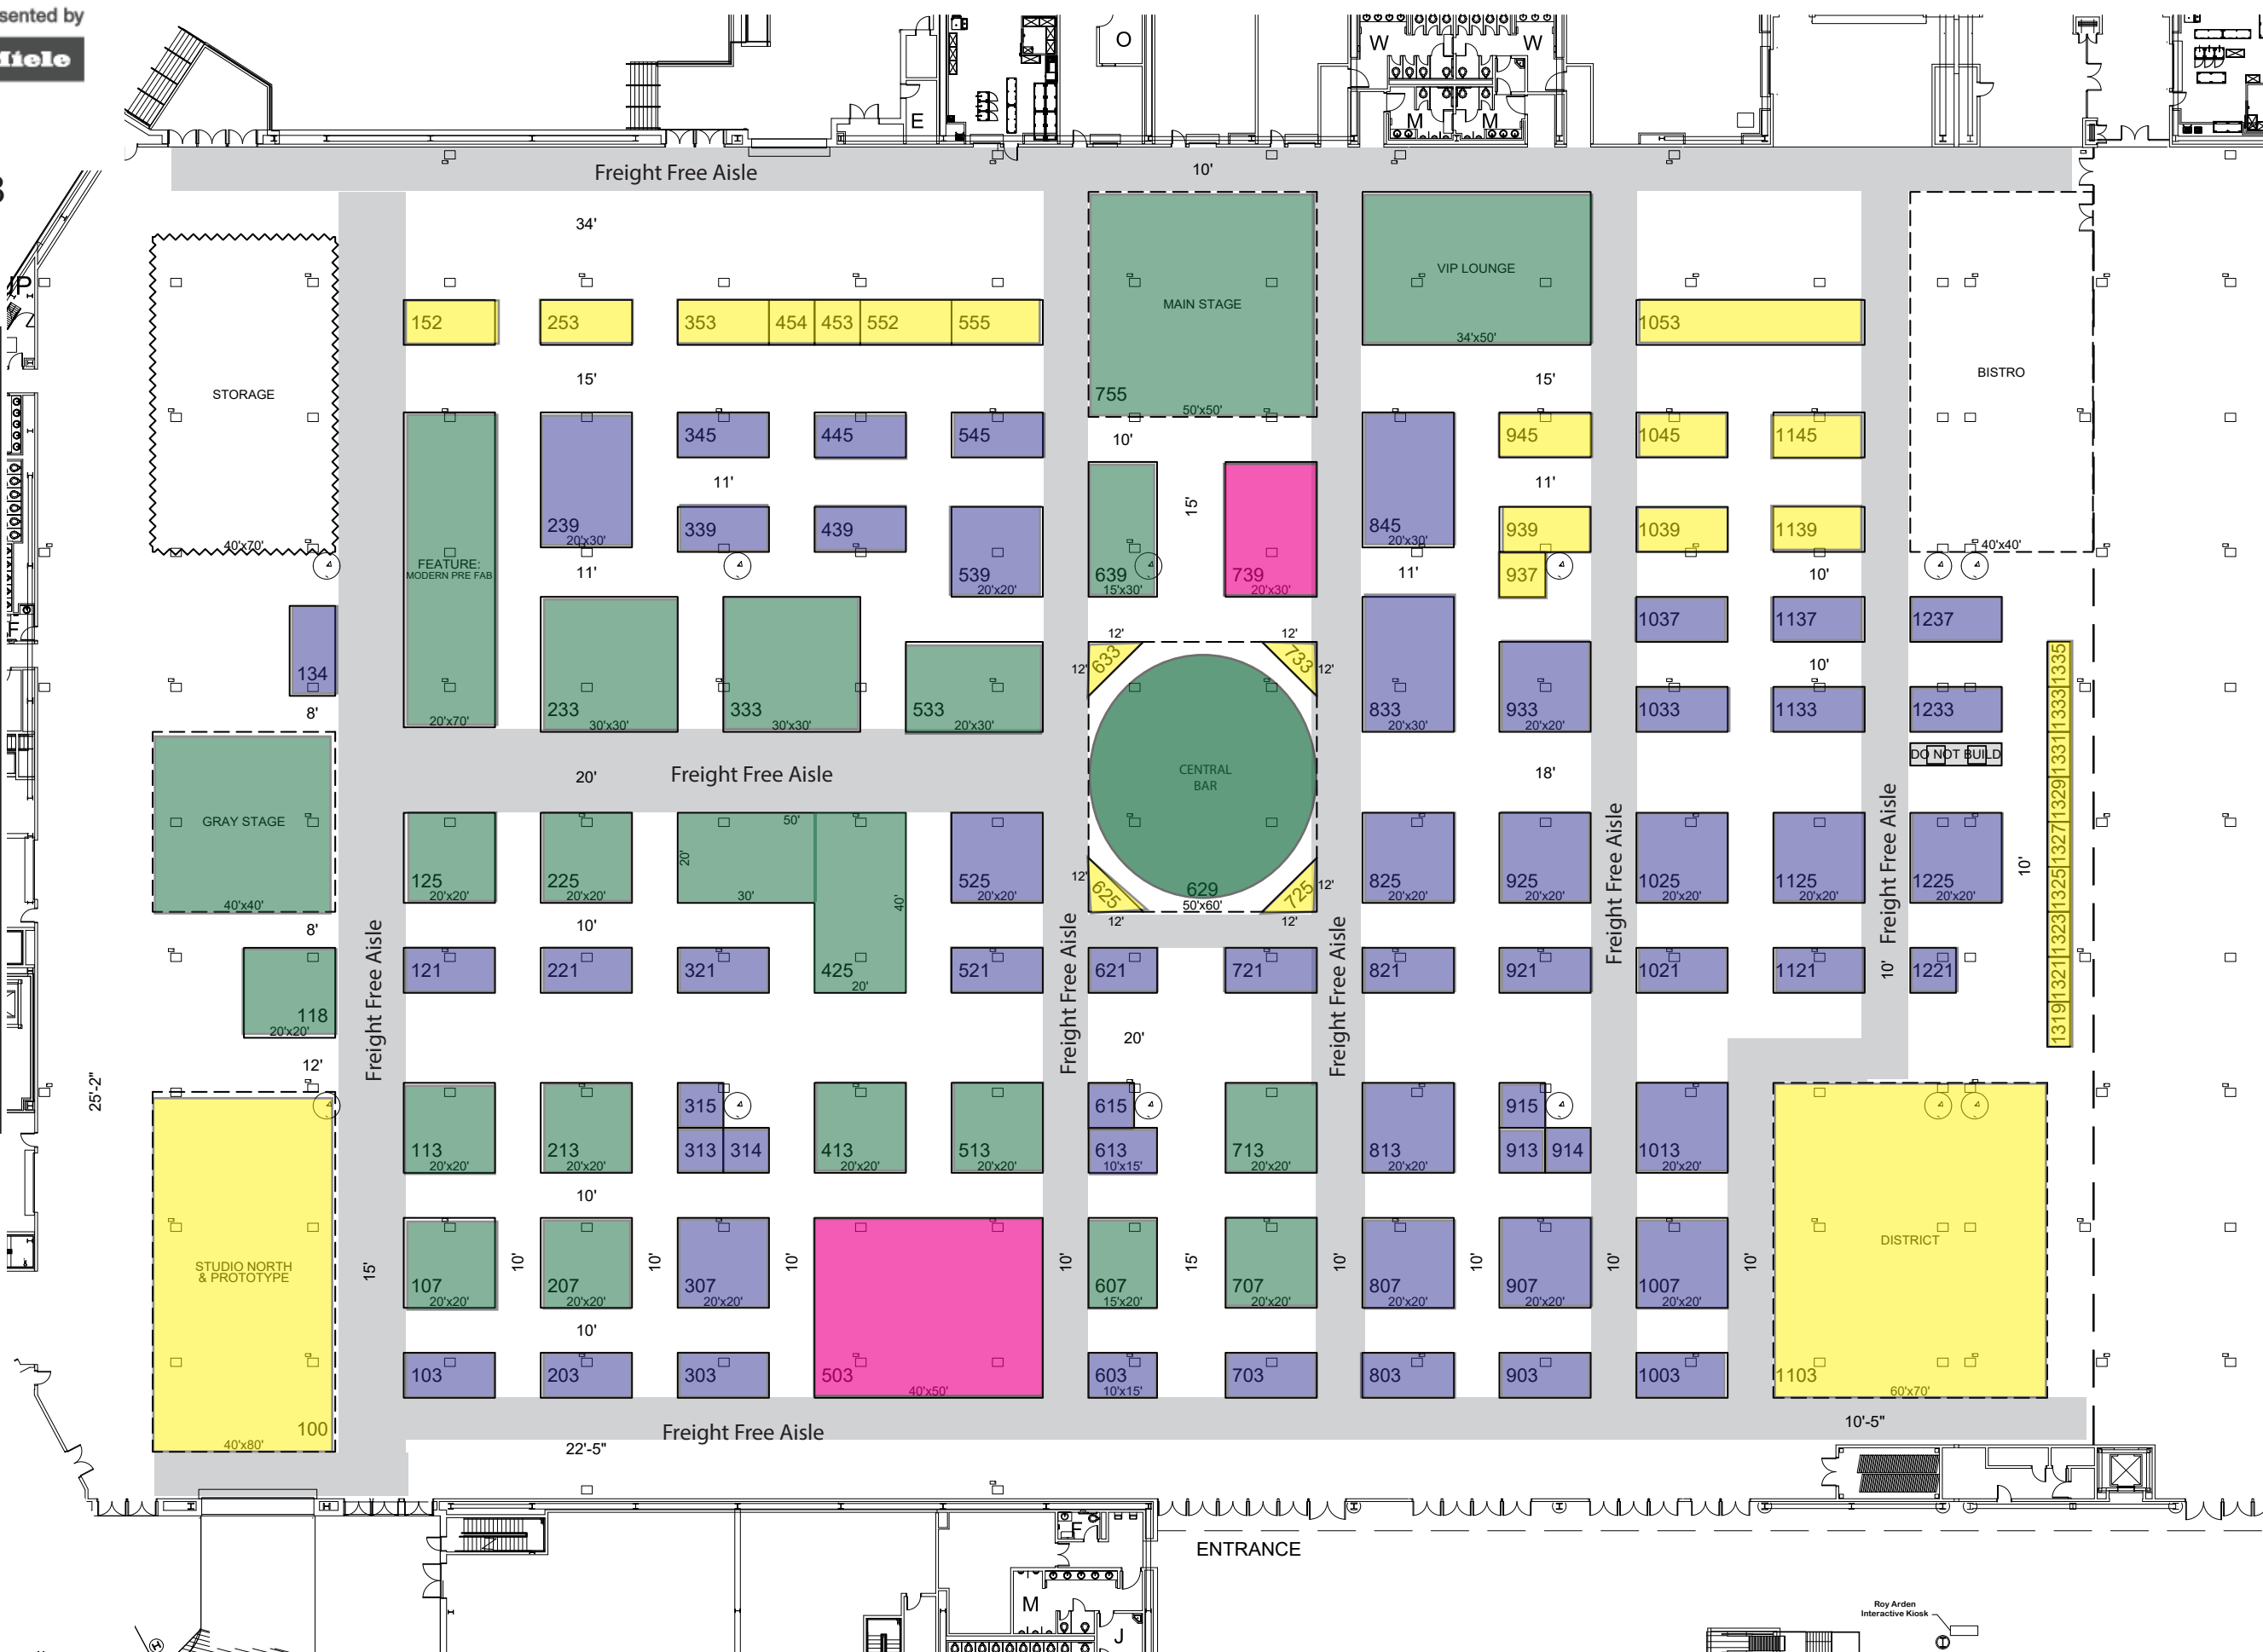 sented by
Miele
O
W
W
E
M
M
Freight Free Aisle
10'
34'
VIP LOUNGE
MAIN STAGE
34'x50'
152
253
353
454
453
552
555
1053
15'
15'
STORAGE
BISTRO
755
50'x50'
10'
345
445
545
945
1045
1145
11'
11'
15'
239
20'x30'
339
439
845
20'x30'
939
1039
1139
40'x70'
40'x40'
FEATURE:
MODERN PRE FAB
11'
11'
10'
539
20'x20'
639
15'x30'
739
20'x30'
937
1037
1137
1237
12'
12'
134
12'
633
733
12'
10'
8'
20'x70'
233
30'x30'
333
30'x30'
533
20'x30'
833
20'x30'
933
20'x20'
1033
1133
1233
DO NOT BUILD
1335
1333
1331
1329
1327
1325
1323
1321
1319
20'
Freight Free Aisle
CENTRAL
BAR
18'
GRAY STAGE
40'x40'
50'
20'
30'
40'
125
20'x20'
225
20'x20'
525
20'x20'
12'
625
629
50'x60'
725
12'
12'
12'
825
20'x20'
925
20'x20'
1025
20'x20'
1125
20'x20'
1225
20'x20'
10'
8'
10'
Freight Free Aisle
Freight Free Aisle
Freight Free Aisle
Freight Free Aisle
Freight Free Aisle
10'
121
221
321
425
20'
521
621
721
821
921
1021
1121
1221
118
20'x20'
12'
20'
25'-2"
315
615
915
113
20'x20'
213
20'x20'
313
314
413
20'x20'
513
20'x20'
613
10'x15'
713
20'x20'
813
20'x20'
913
914
1013
20'x20'
10'
STUDIO NORTH
& PROTOTYPE
DISTRICT
15'
10'
10'
10'
10'
15'
10'
10'
10'
10'
107
20'x20'
207
20'x20'
307
20'x20'
607
15'x20'
707
20'x20'
807
20'x20'
907
20'x20'
1007
20'x20'
10'
103
203
303
503
40'x50'
603
10'x15'
703
803
903
1003
1103
60'x70'
100
40'x80'
Freight Free Aisle
10'-5"
22'-5"
F
ENTRANCE
M
J
Roy Arden
Interactive Kiosk